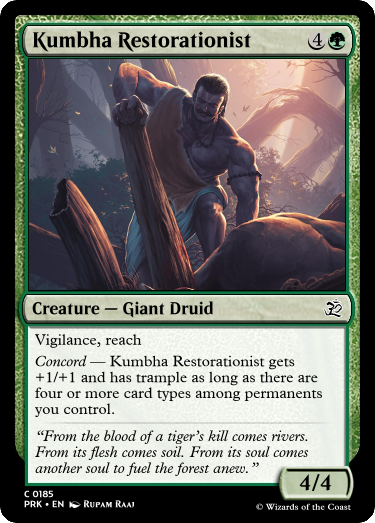 Kumbha Restorationist 4
Creature — Giant Druid
Vigilance, reach
Concord — Kumbha Restorationist gets
+1/+1 and has trample as long as there are
four or more card types among permanents
you control.
“From the blood of a tiger’s kill comes rivers.
From its flesh comes soil. From its soul comes
another soul to fuel the forest anew.”
4/4
C 0185
PRK • EN Rupam Raaj
© Wizards of the Coast